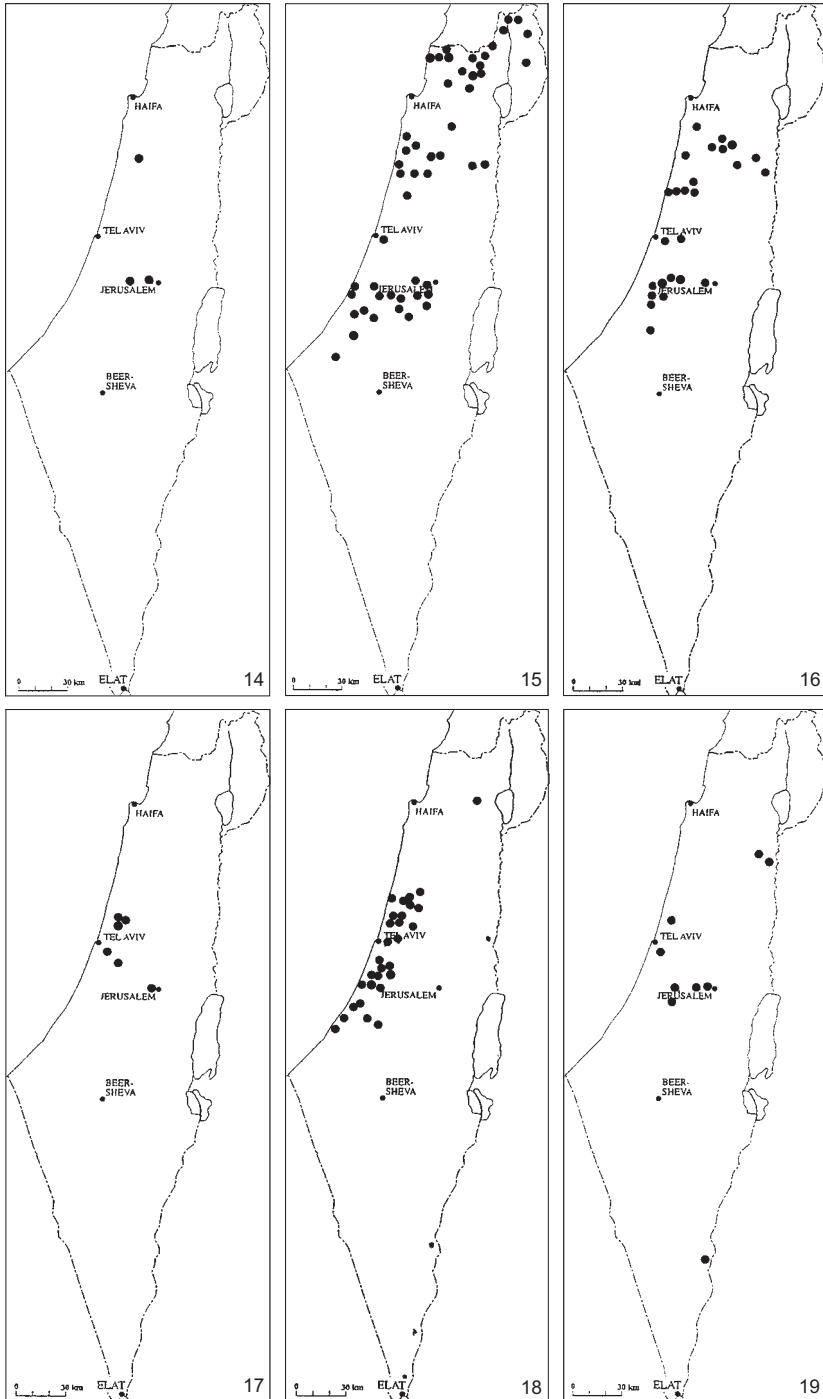 HAIFA
TEL AVIV
JERUSALEM
BEER-
SHEVA
ELAT
0 30 km
14
HAIFA
TEL AVIV
JERUSALEM
BEER-
SHEVA
ELAT
0 30 km
15
HAIFA
TEL AVIV
JERUSALEM
BEER-
SHEVA
ELAT
0 30 km
16
HAIFA
TEL AVIV
JERUSALEM
BEER-
SHEVA
ELAT
0 30 km
17
HAIFA
TEL AVIV
JERUSALEM
BEER-
SHEVA
ELAT
0 30 km
18
HAIFA
TEL AVIV
JERUSALEM
BEER-
SHEVA
ELAT
0 30 km
19